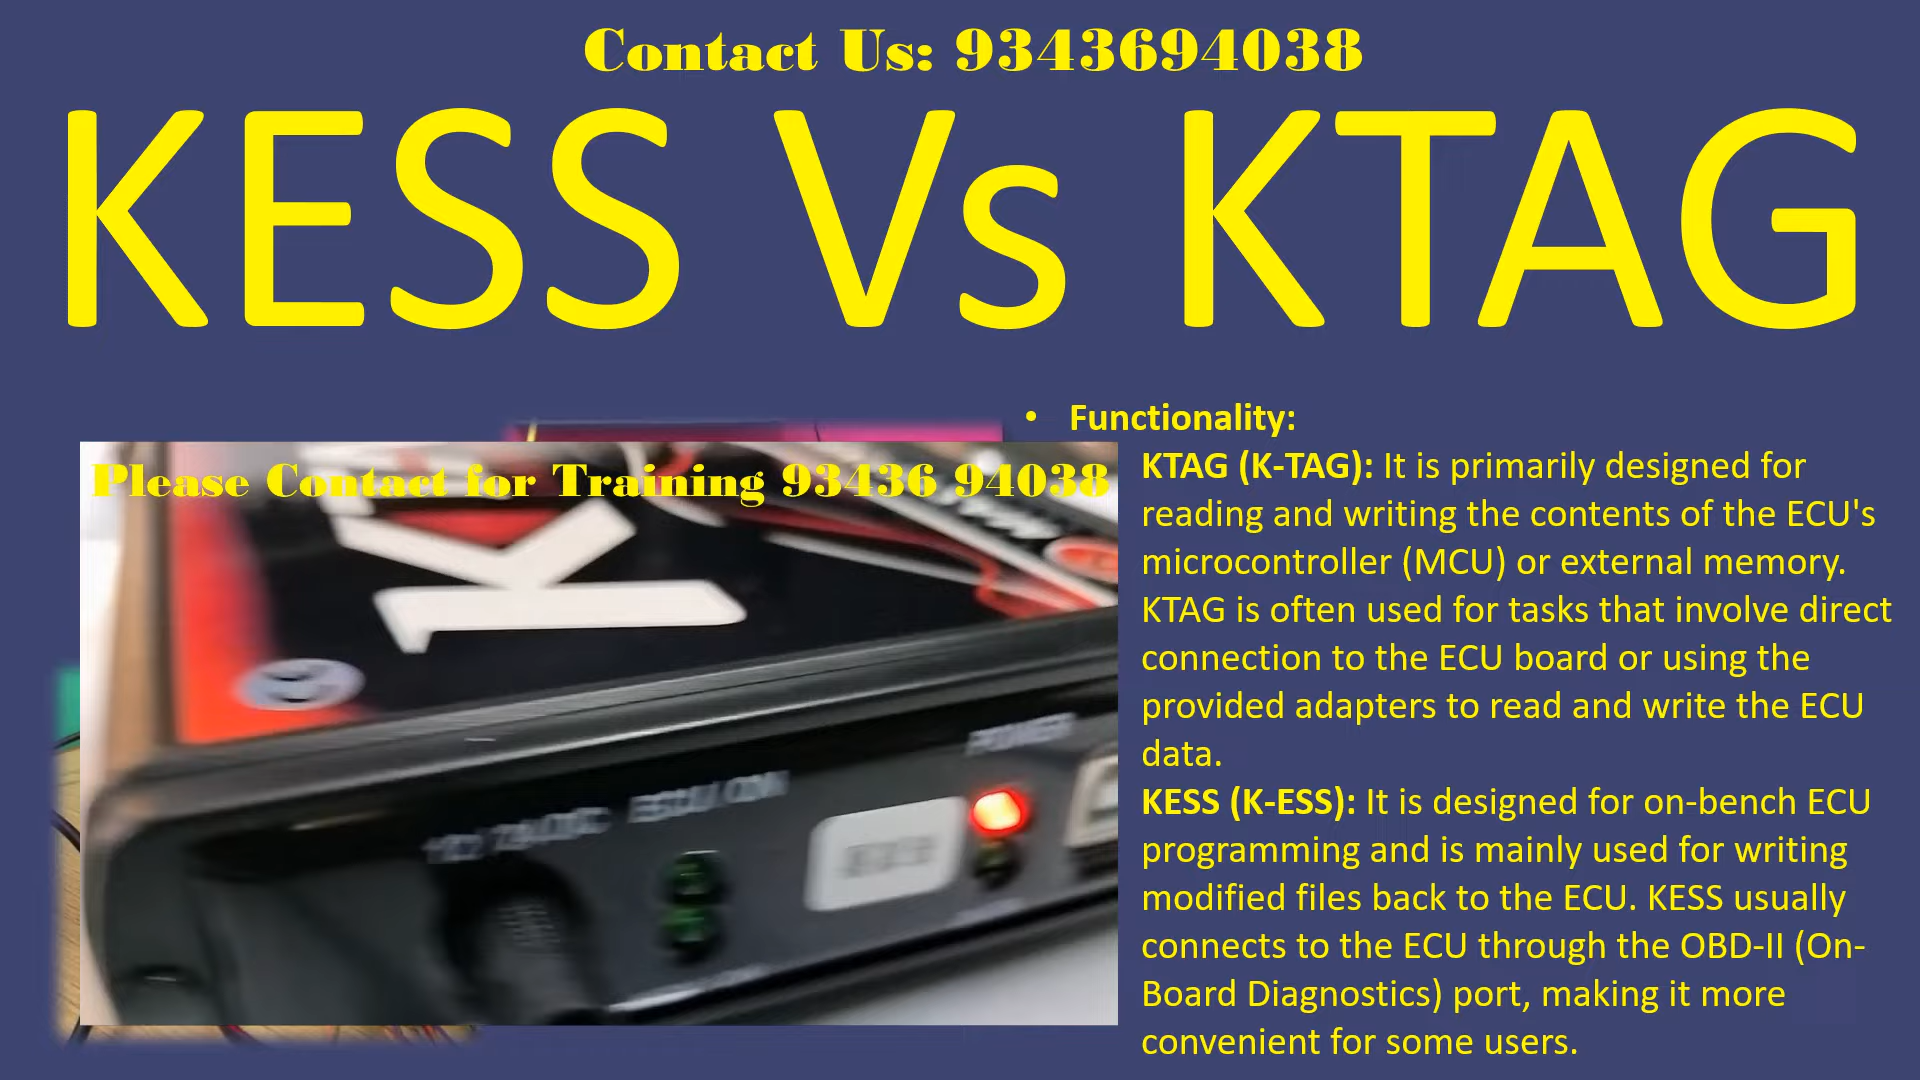 Contact Us: 9343694038
KESS Vs KTAG
• Functionality:
KTAG (K-TAG): It is primarily designed for
reading and writing the contents of the ECU's
microcontroller (MCU) or external memory.
KTAG is often used for tasks that involve direct
connection to the ECU board or using the
provided adapters to read and write the ECU
data.
KESS (K-ESS): It is designed for on-bench ECU
programming and is mainly used for writing
modified files back to the ECU. KESS usually
connects to the ECU through the OBD-II (On-
Board Diagnostics) port, making it more
convenient for some users.
Please Contact for Training 93436 94038
K
POWER